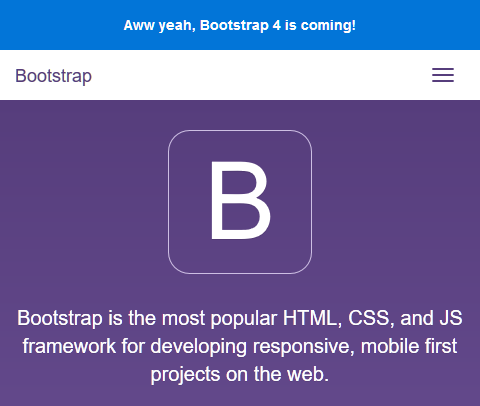 Aww yeah, Bootstrap 4 is coming!
Bootstrap
B
Bootstrap is the most popular HTML, CSS, and JS
framework for developing responsive, mobile first
projects on the web.